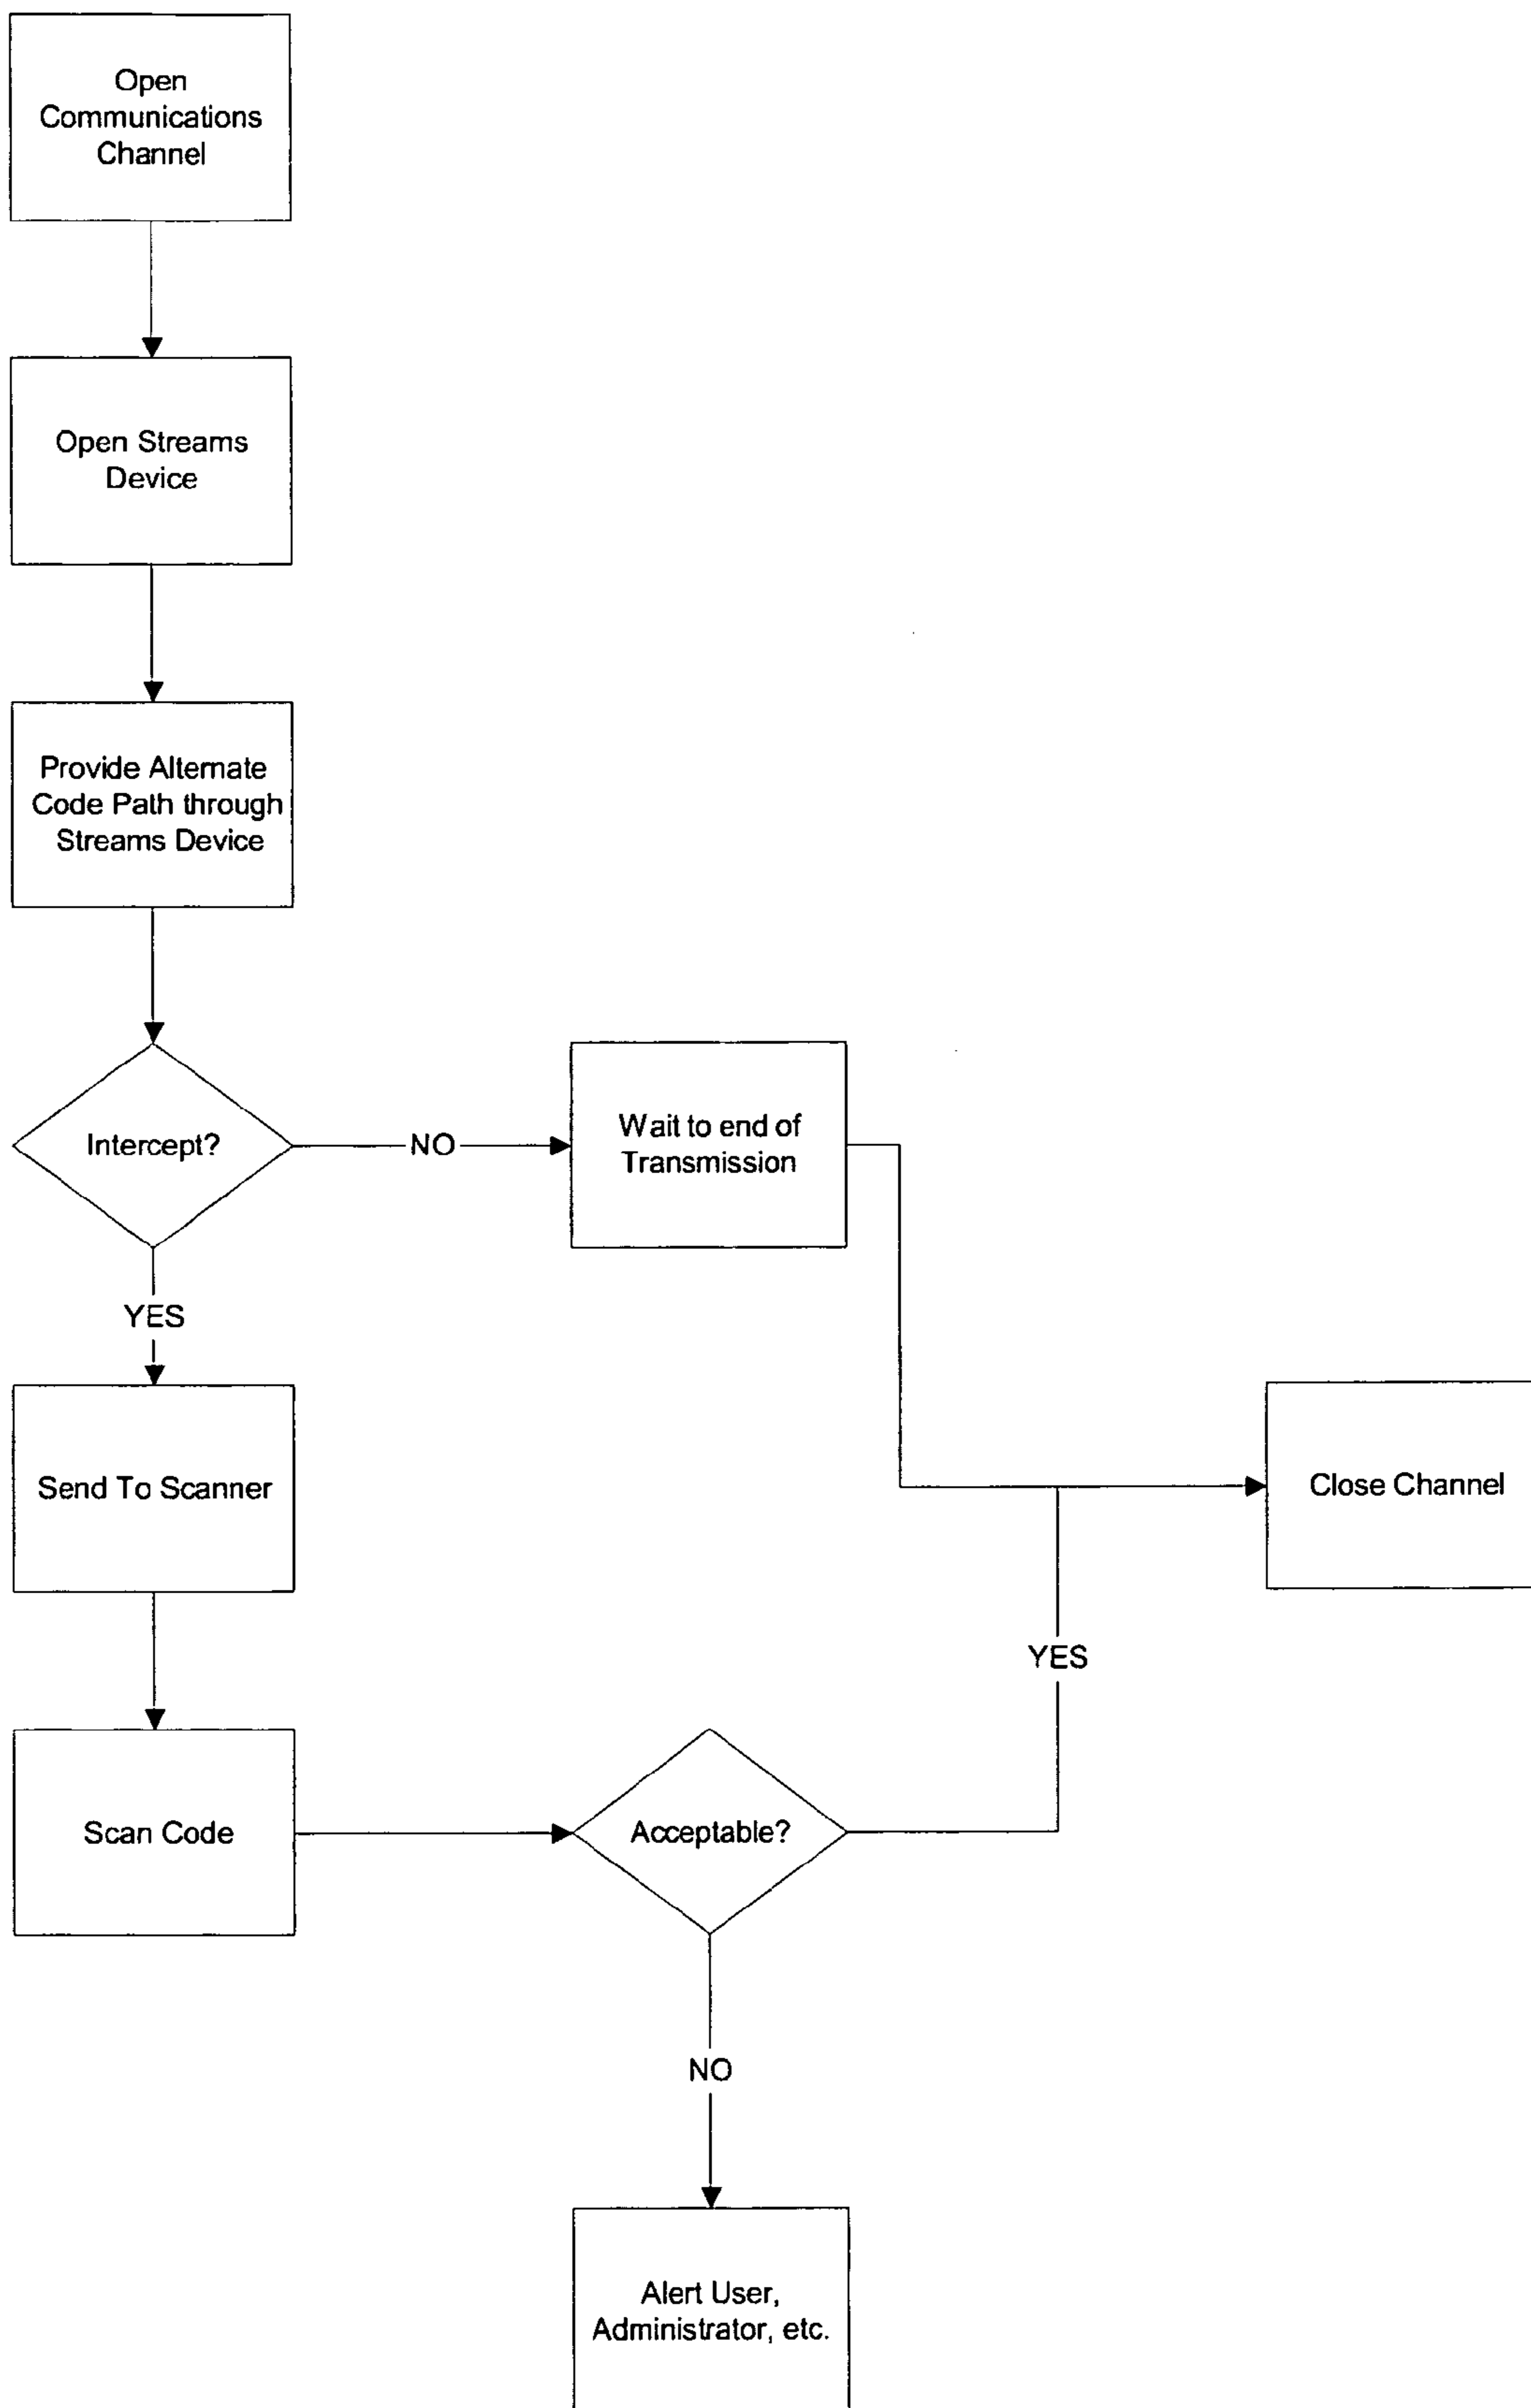 Open
Communications
Channel
Open Streams
Device
Provide Alternate
Code Path through
Streams Device
Intercept?
NO
Wait to end of
Transmission
YES
Send To Scanner
Close Channel
YES
Scan Code
Acceptable?
NO
Alert User,
Administrator, etc.